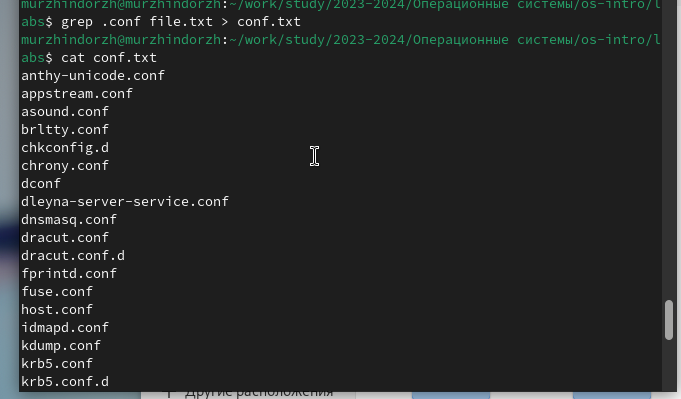 murzhindorzh@murzhindorzh:~/work/study/2023-2024/Операционные системы/os-intro/l
abs$ grep .conf file.txt > conf.txt
murzhindorzh@murzhindorzh:~/work/study/2023-2024/Операционные системы/os-intro/l
abs$ cat conf.txt
anthy-unicode.conf
appstream.conf
asound.conf
brltty.conf
chkconfig.d
chrony.conf
dconf
dleyna-server-service.conf
dnsmasq.conf
dracut.conf
dracut.conf.d
fprintd.conf
fuse.conf
host.conf
idmapd.conf
kdump.conf
krb5.conf
krb5.conf.d
+ Другие расположения